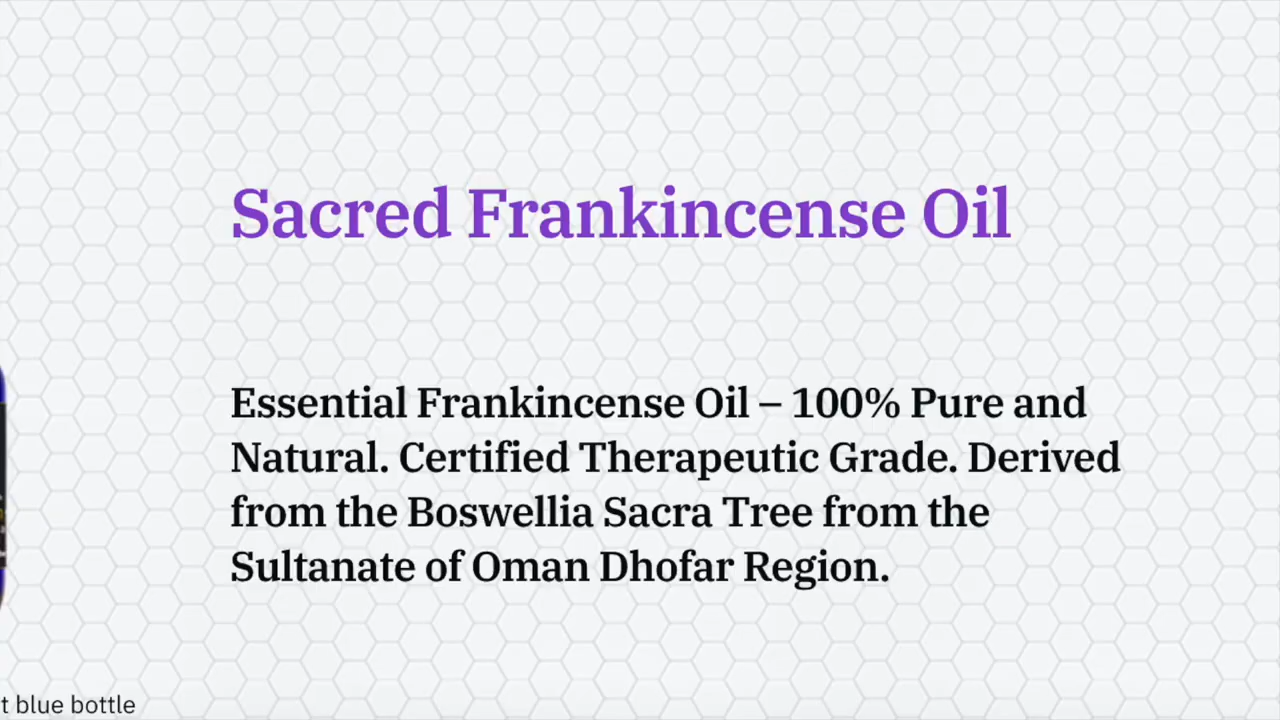 Sacred Frankincense Oil
Essential Frankincense Oil – 100% Pure and
Natural. Certified Therapeutic Grade. Derived
from the Boswellia Sacra Tree from the
Sultanate of Oman Dhofar Region.
t blue bottle